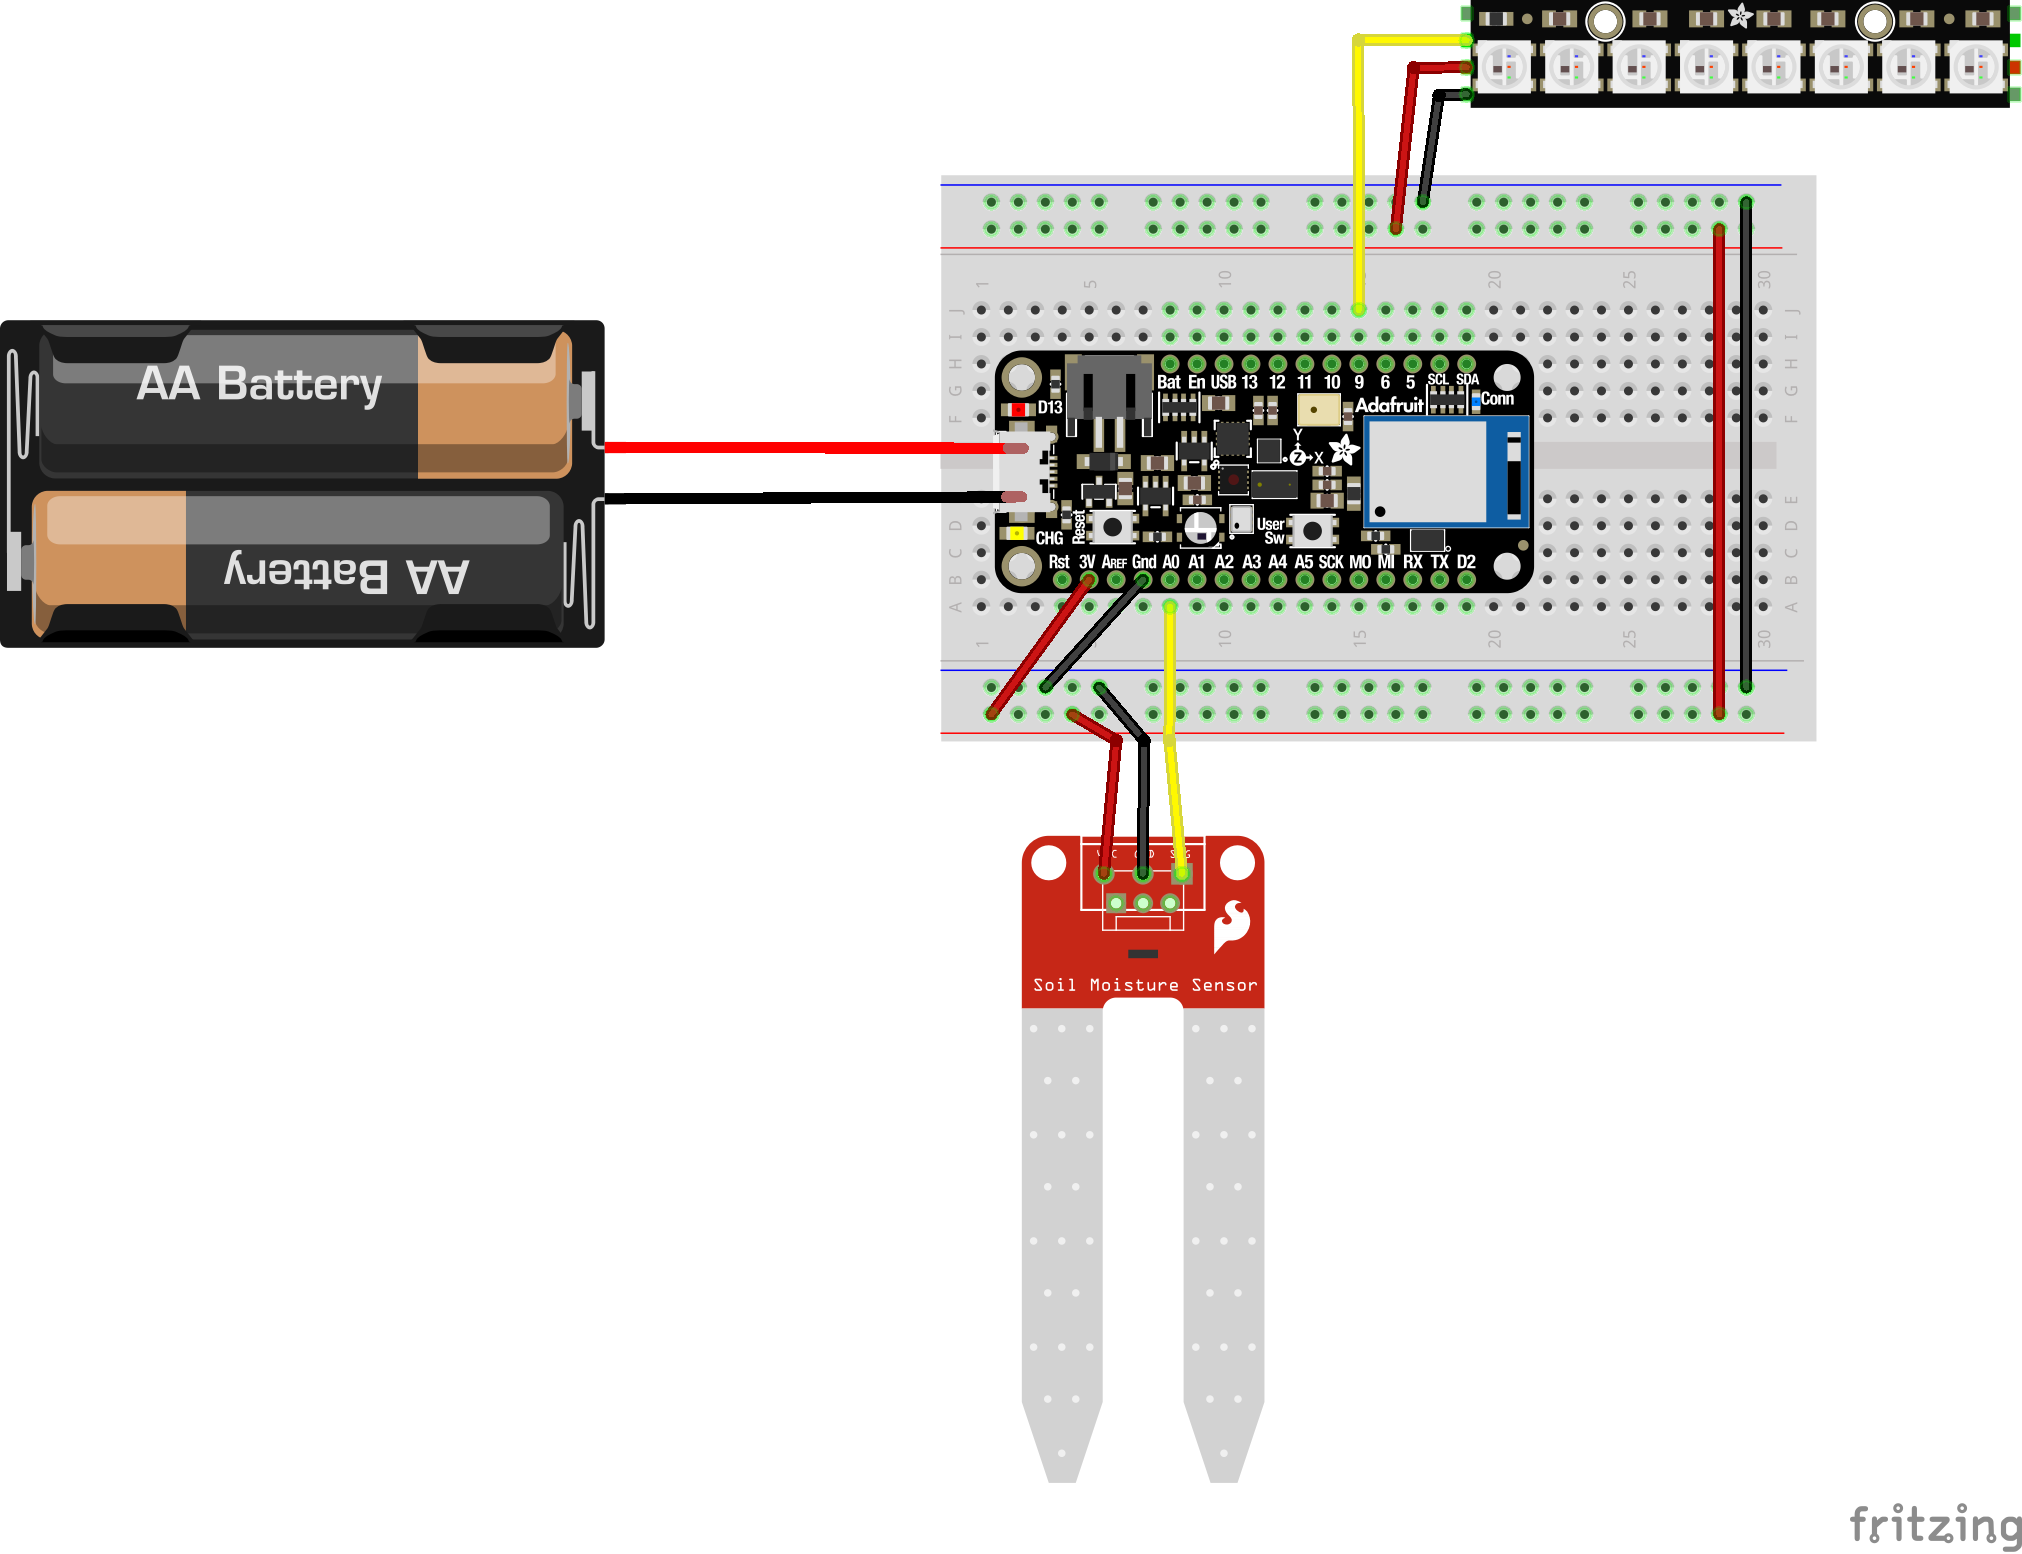 1 5 10 20 25 30
J J
I I
H H
G G
F F
AA Battery
AA Battery
Bat En USB 13 12 11 10 9 6 5 SCL SDA
D13
Adafruit
Conn
Y
Z X
E
D D
C C
B B
A A
Reset
User
Sw
CHG
Rst 3V AREF Gnd A0 A1 A2 A3 A4 A5 SCK MO MI RX TX D2
1 10 15 20 25 30
Soil Moisture Sensor
fritzing